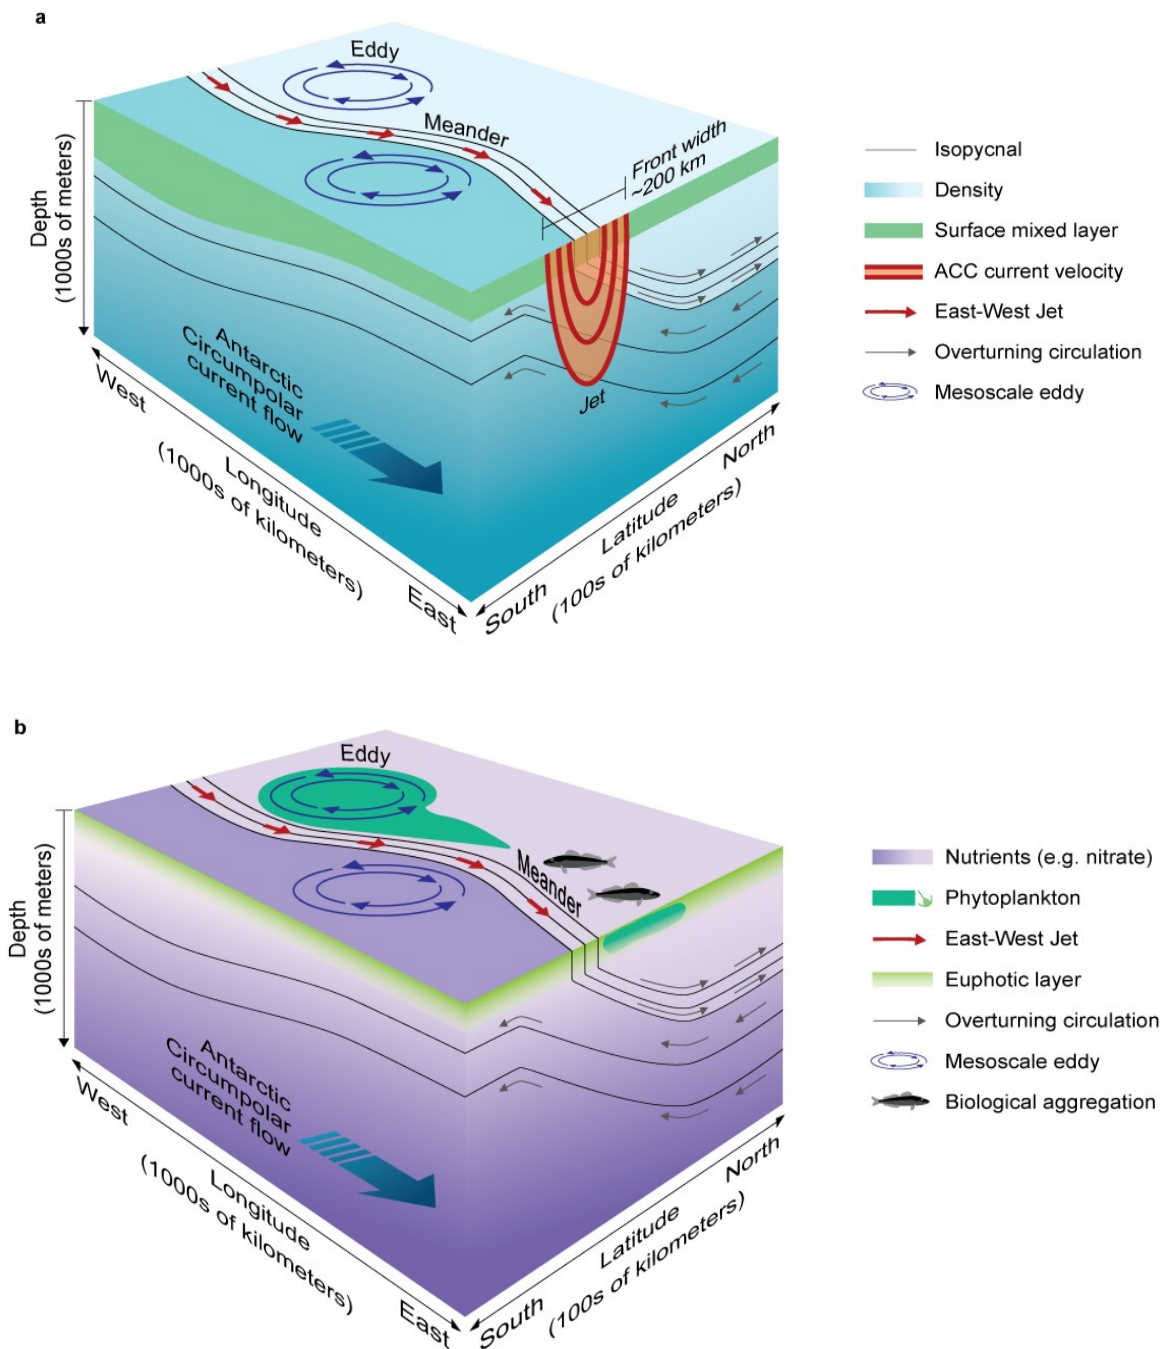 a
Eddy
Meander
Front width
~200 km
Depth
(1000s of meters)
Antarctic
Circumpolar
current flow
Jet
West
Longitude
(1000s of kilometers)
East
South
Latitude
(100s of kilometers)
North
Isopycnal
Density
Surface mixed layer
ACC current velocity
East-West Jet
Overturning circulation
Mesoscale eddy
b
Eddy
Meander
Depth
(1000s of meters)
Antarctic
Circumpolar
current flow
West
Longitude
(1000s of kilometers)
East
South
Latitude
(100s of kilometers)
North
Nutrients (e.g. nitrate)
Phytoplankton
East-West Jet
Euphotic layer
Overturning circulation
Mesoscale eddy
Biological aggregation